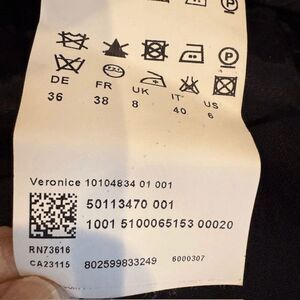 DE FR UK IT US
36 38 8 40 6
Veronice 10104834 01 001
50113470 001
1001 5100065153 00020
RN73616
CA23115 802599833249 6000307